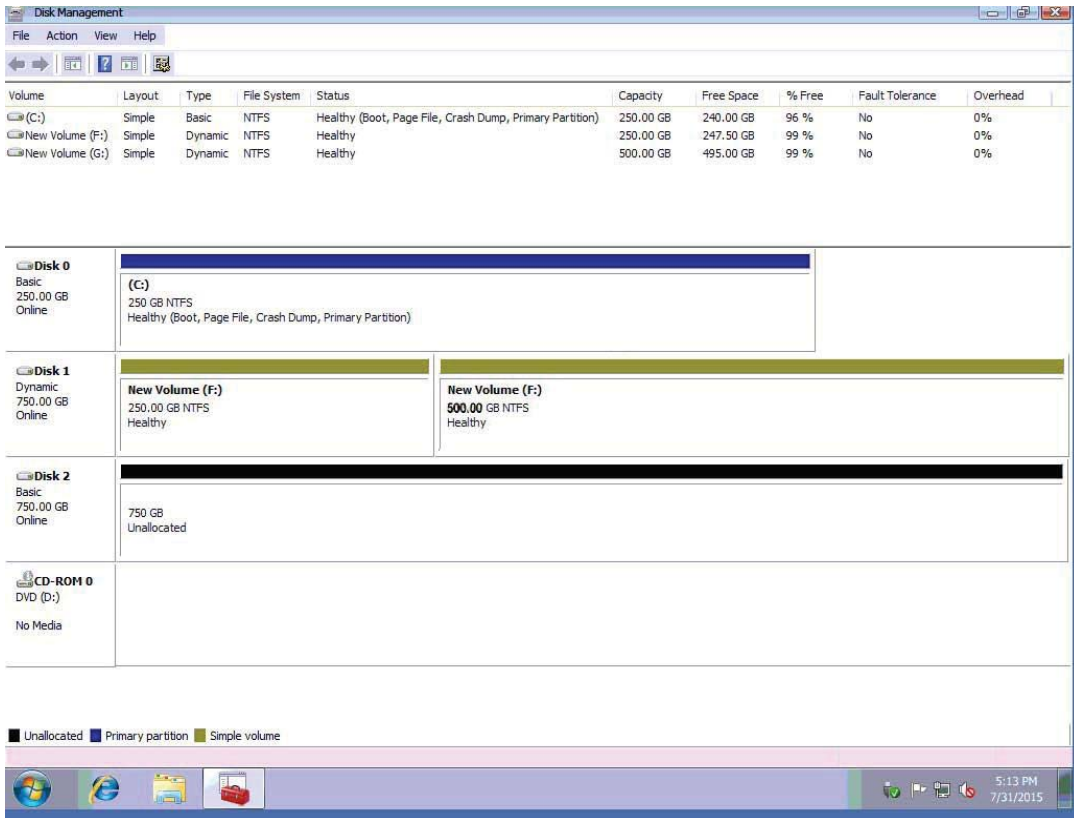 Disk Management
File Action View Help
Volume Layout Type File System Status Capacity Free Space % Free Fault Tolerance Overhead
(C:) Simple Basic NTFS Healthy (Boot, Page File, Crash Dump, Primary Partition) 250.00 GB 240.00 GB 96 % No 0%
New Volume (F:) Simple Dynamic NTFS Healthy 250.00 GB 247.50 GB 99 % No 0%
New Volume (G:) Simple Dynamic NTFS Healthy 500.00 GB 495.00 GB 99 % No 0%
Disk 0
Basic
250.00 GB
Online
(C:)
250 GB NTFS
Healthy (Boot, Page File, Crash Dump, Primary Partition)
Disk 1
Dynamic
750.00 GB
Online
New Volume (F:)
250.00 GB NTFS
Healthy
New Volume (F:)
500.00 GB NTFS
Healthy
Disk 2
Basic
750.00 GB
Online
750 GB
Unallocated
CD-ROM 0
DVD (D:)
No Media
Unallocated Primary partition Simple volume
5:13 PM
7/31/2015